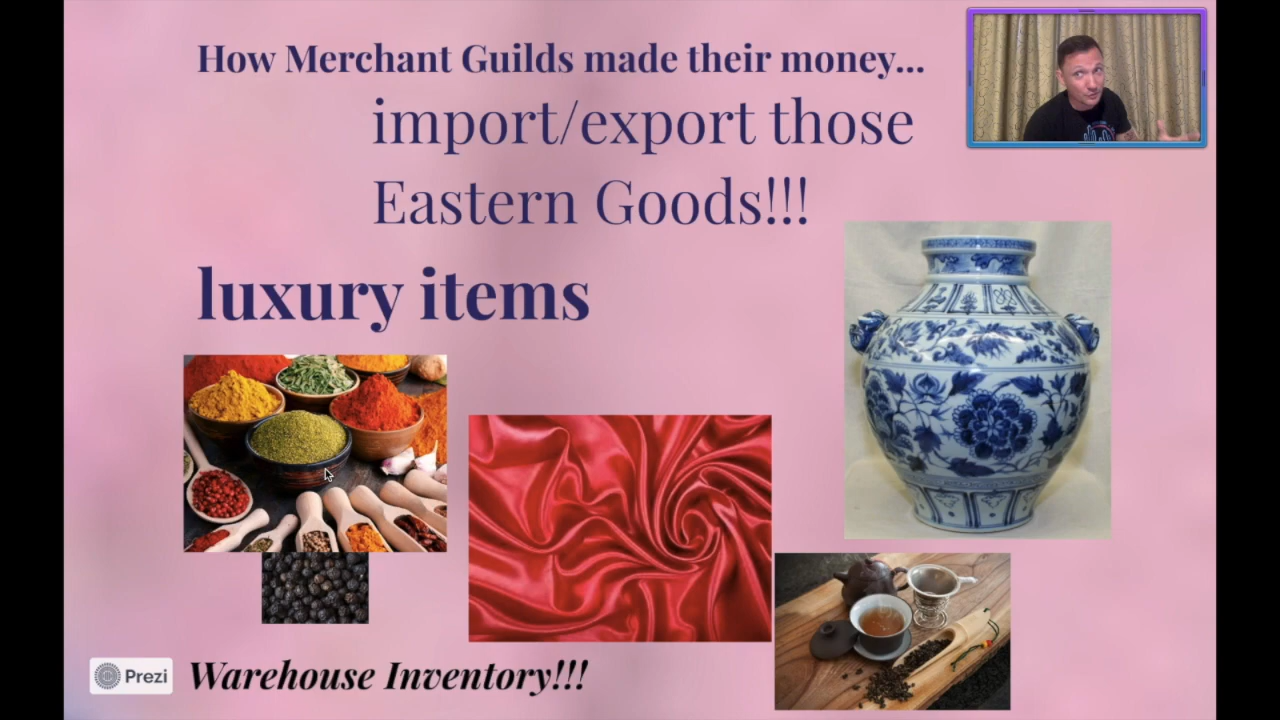 How Merchant Guilds made their money...
import/export those
Eastern Goods!!!
luxury items
Prezi
Warehouse Inventory!!!